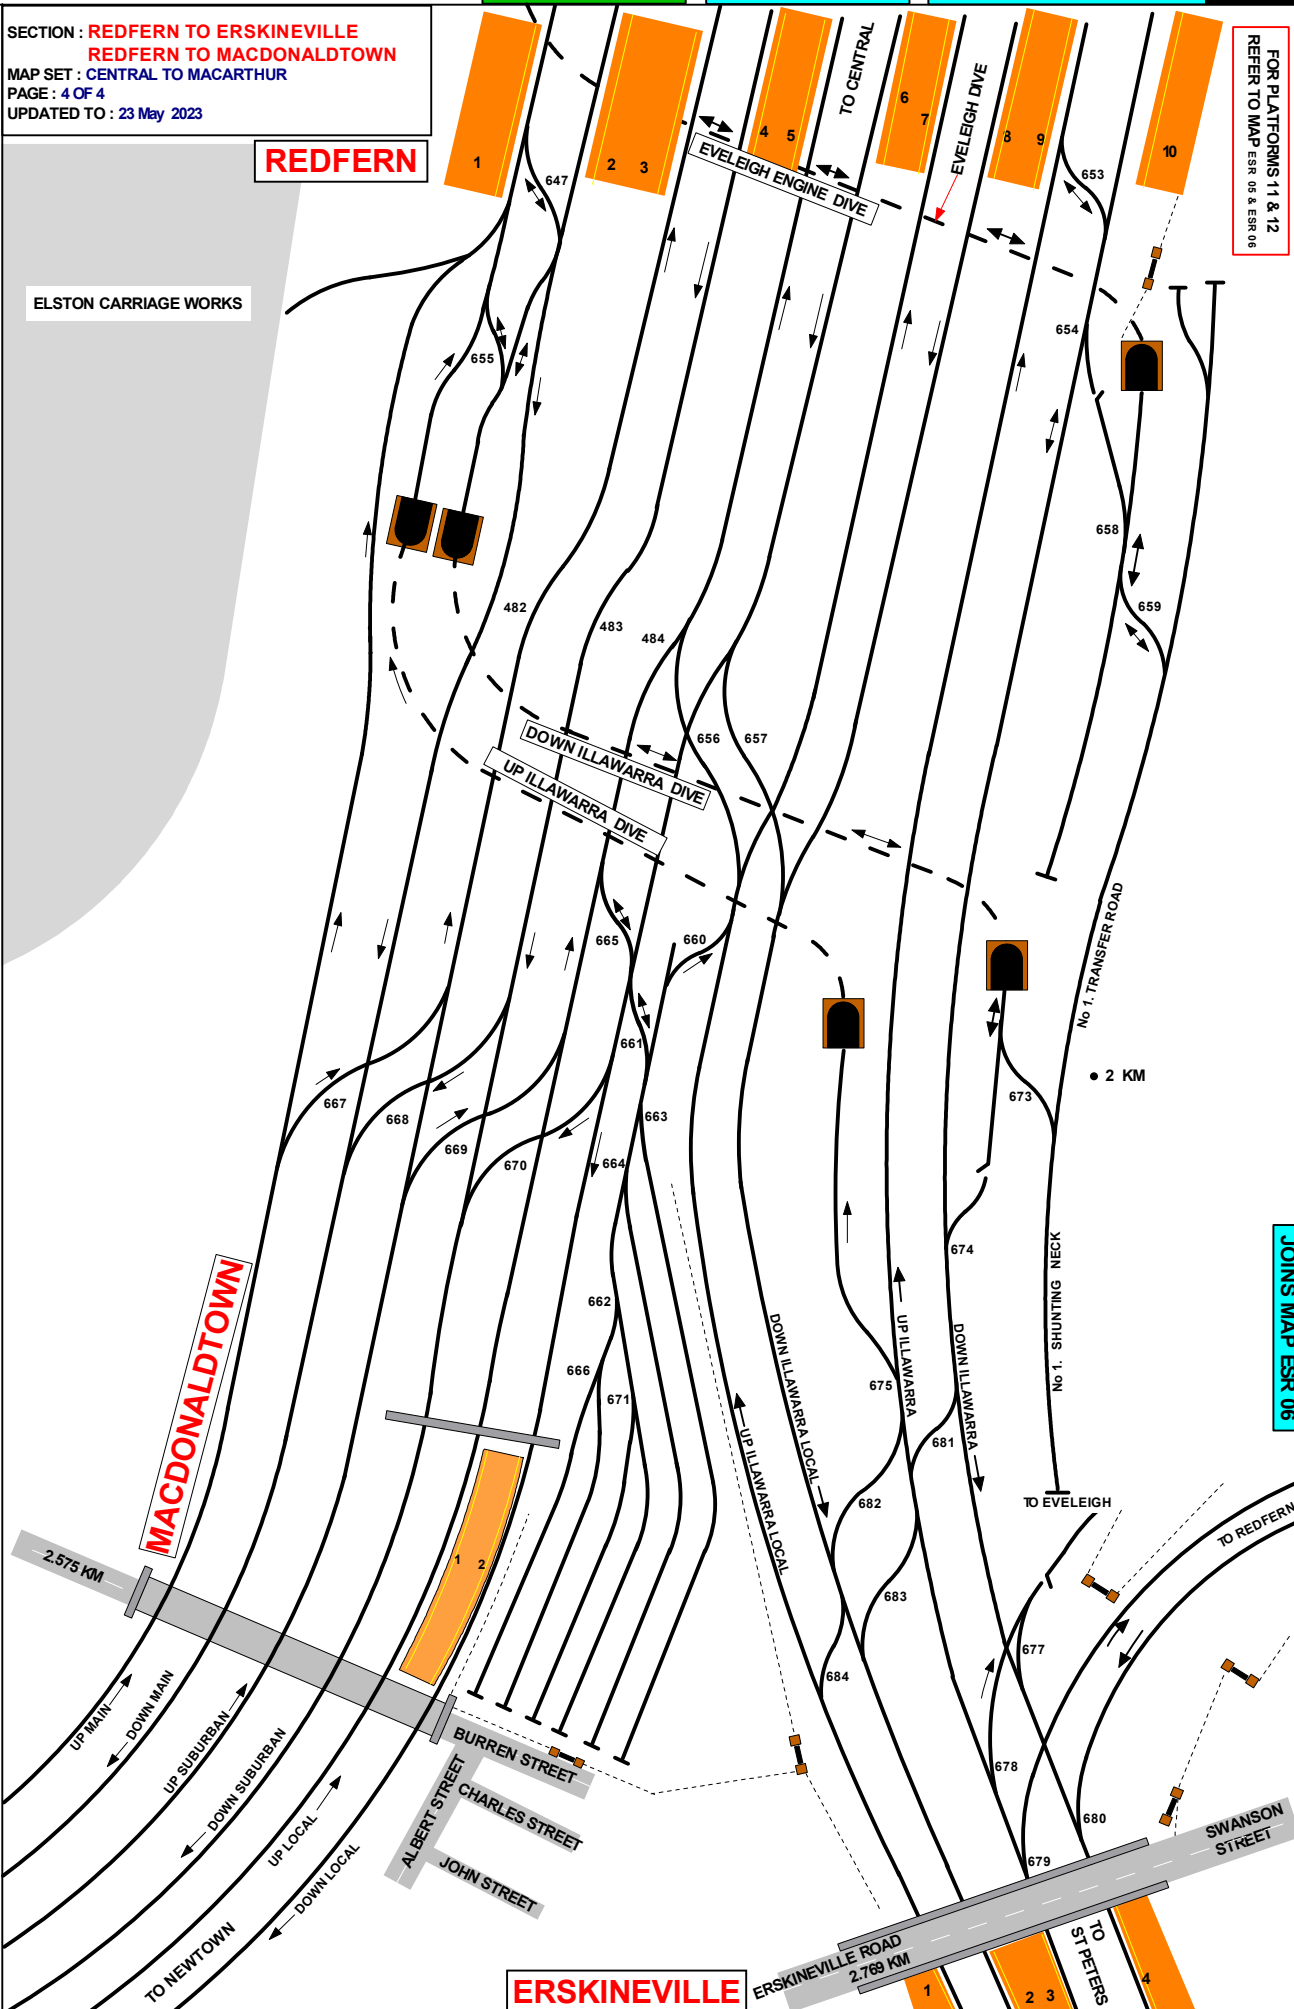 SECTION : REDFERN TO ERSKINEVILLE
REDFERN TO MACDONALDTOWN
MAP SET : CENTRAL TO MACARTHUR
PAGE : 4 OF 4
UPDATED TO : 23 May 2023
REDFERN
ELSTON CARRIAGE WORKS
1
2
3
4
5
6
7
8
9
10
TO CENTRAL
EVELEIGH DIVE
EVELEIGH ENGINE DIVE
FOR PLATFORMS 11 & 12
REFER TO MAP ESR 05 & ESR 06
647
653
654
655
658
659
482
483
484
656
657
DOWN ILLAWARRA DIVE
UP ILLAWARRA DIVE
No 1. TRANSFER ROAD
665
660
661
2 KM
673
667
668
669
670
663
664
674
662
666
671
675
No 1. SHUNTING NECK
JOINS MAP ESR 06
MACDONALDTOWN
UP ILLAWARRA
DOWN ILLAWARRA
DOWN ILLAWARRA LOCAL
UP ILLAWARRA LOCAL
681
682
683
684
TO EVELEIGH
TO REDFERN
677
678
679
680
1
2
2.575 KM
UP MAIN
DOWN MAIN
UP SUBURBAN
DOWN SUBURBAN
UP LOCAL
DOWN LOCAL
TO NEWTOWN
BURREN STREET
ALBERT STREET
CHARLES STREET
JOHN STREET
SWANSON
STREET
ERSKINEVILLE ROAD
2.769 KM
ERSKINEVILLE
1
2
3
4
TO
ST PETERS